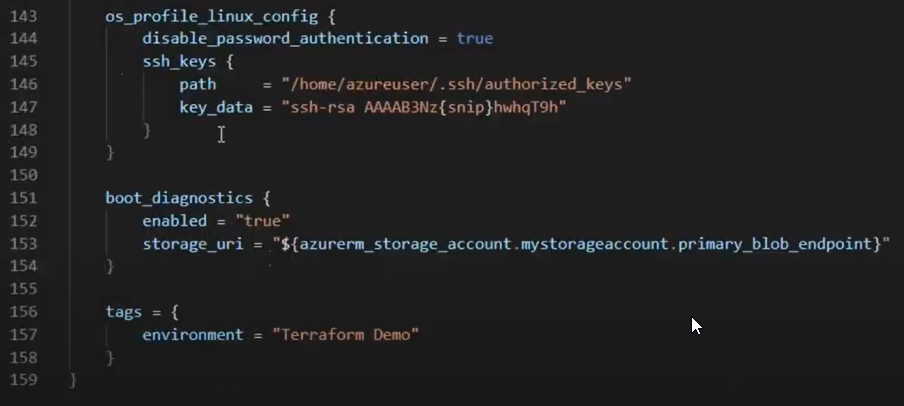 143 os_profile_linux_config {
144 disable_password_authentication = true
145 ssh_keys {
146 path     = "/home/azureuser/.ssh/authorized_keys"
147 key_data = "ssh-rsa AAAAB3Nz{snip}hwhqT9h"
148 }
149 }
150
151 boot_diagnostics {
152 enabled = "true"
153 storage_uri = "${azurerm_storage_account.mystorageaccount.primary_blob_endpoint}"
154 }
155
156 tags = {
157 environment = "Terraform Demo"
158 }
159 }